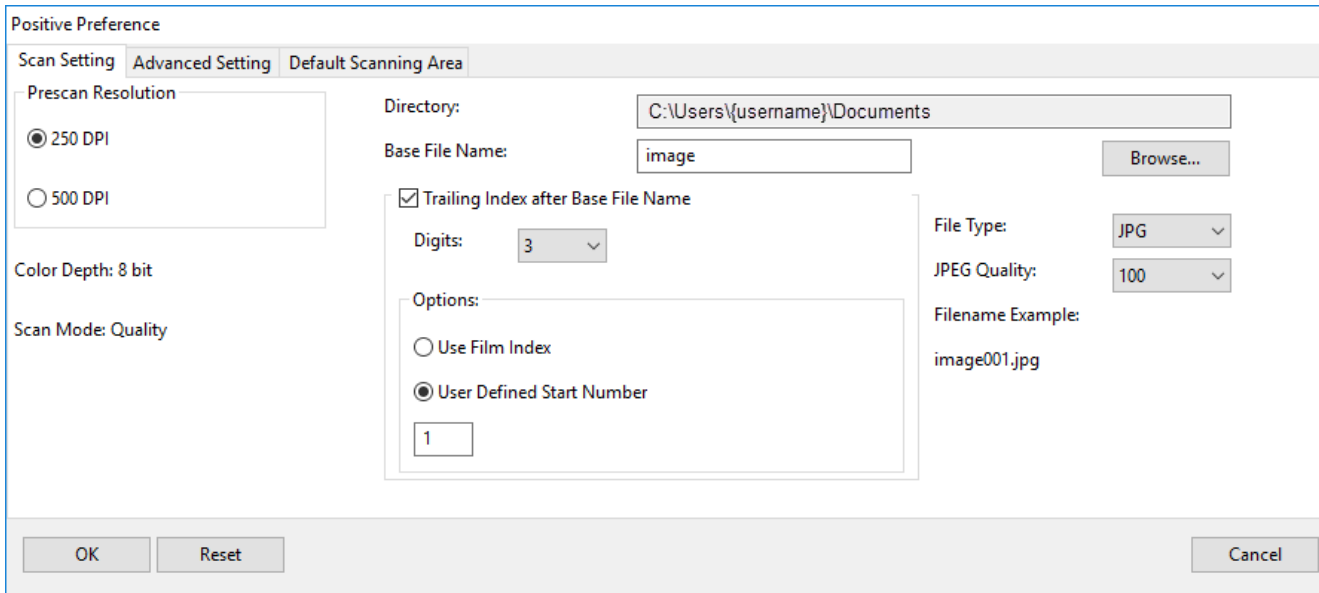 Positive Preference
Scan Setting Advanced Setting Default Scanning Area
Prescan Resolution
250 DPI
500 DPI
Color Depth: 8 bit
Scan Mode: Quality
Directory: C:\Users\{username}\Documents
Base File Name: image
Browse...
Trailing Index after Base File Name
Digits: 3
Options:
Use Film Index
User Defined Start Number
1
File Type: JPG
JPEG Quality: 100
Filename Example:
image001.jpg
OK Reset Cancel